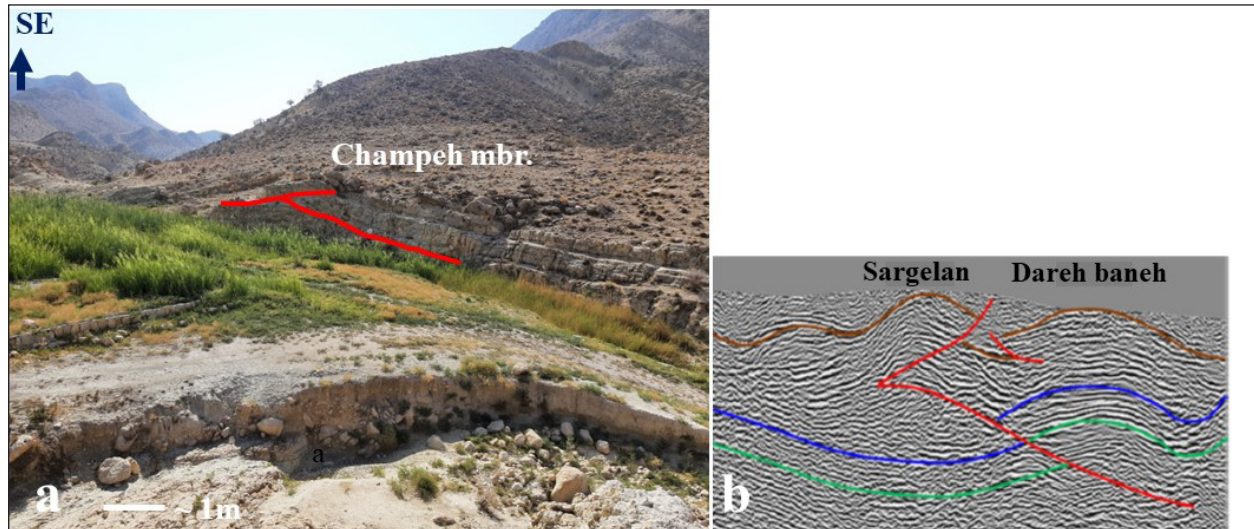 SE
Champeh mbr.
a
a
~ 1m
Sargelan
Dareh baneh
b